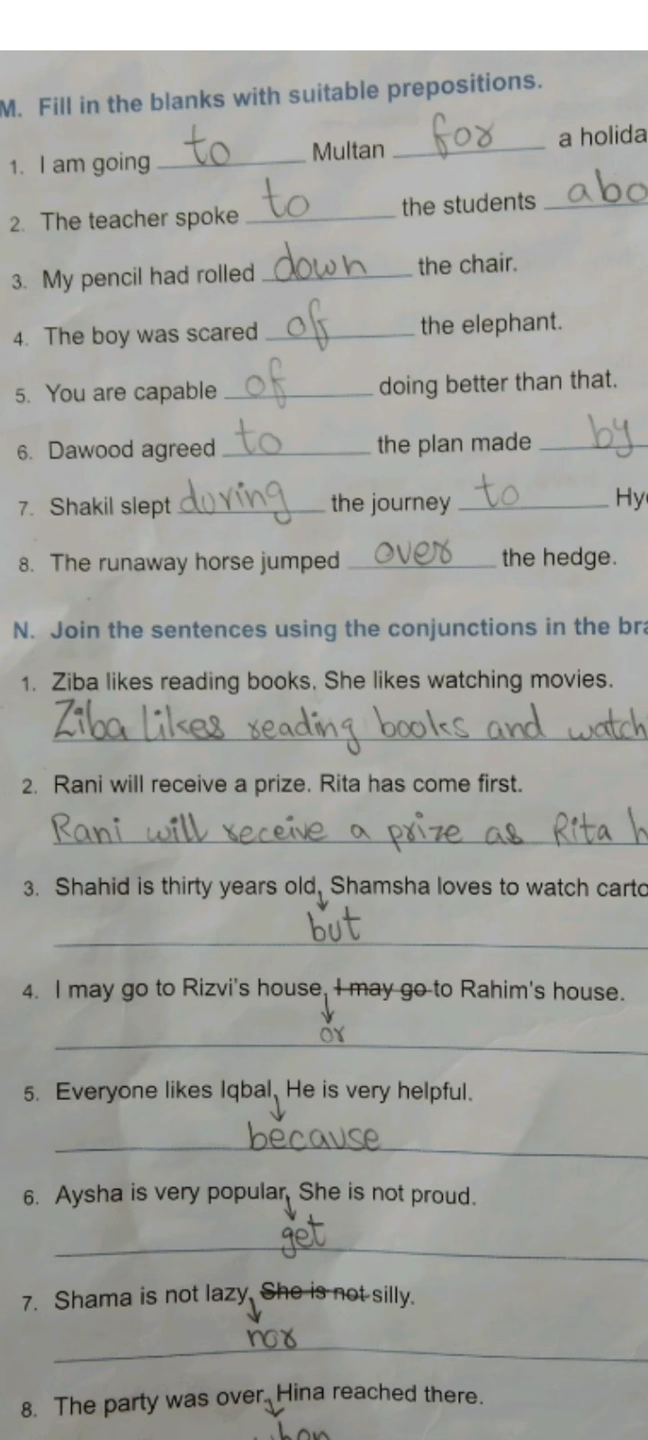 M. Fill in the blanks with suitable prepositions.
1. I am going to Multan for a holida
2. The teacher spoke to the students abo
3. My pencil had rolled down the chair.
4. The boy was scared of the elephant.
5. You are capable of doing better than that.
6. Dawood agreed to the plan made by
7. Shakil slept during the journey to Hy
8. The runaway horse jumped over the hedge.
N. Join the sentences using the conjunctions in the bra
1. Ziba likes reading books. She likes watching movies.
Ziba likes reading books and watch
2. Rani will receive a prize. Rita has come first.
Rani will receive a prize as Rita h
3. Shahid is thirty years old, Shamsha loves to watch carto
but
4. I may go to Rizvi's house, I may go to Rahim's house.
or
5. Everyone likes Iqbal, He is very helpful.
because
6. Aysha is very popular, She is not proud.
get
7. Shama is not lazy, She is not silly.
nor
8. The party was over, Hina reached there.